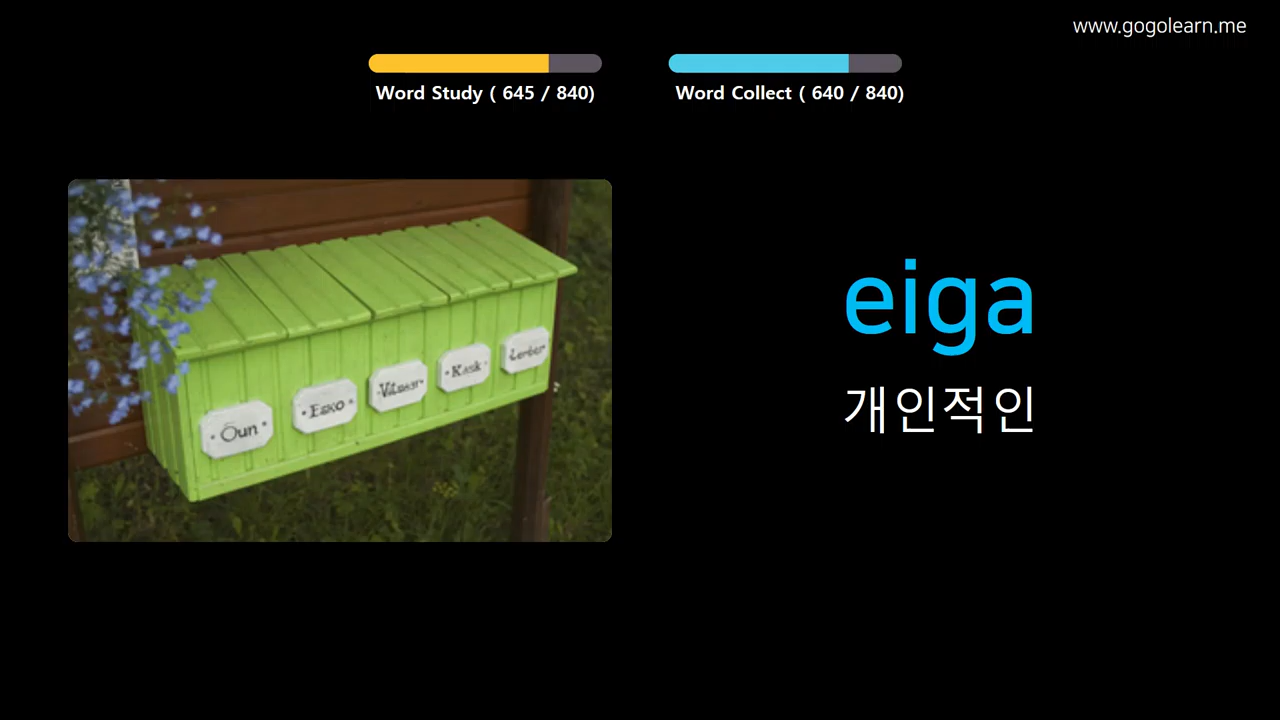 www.gogolearn.me
Word Study ( 645 / 840)
Word Collect ( 640 / 840)
eiga
개인적인
Oun
Esko
Kask